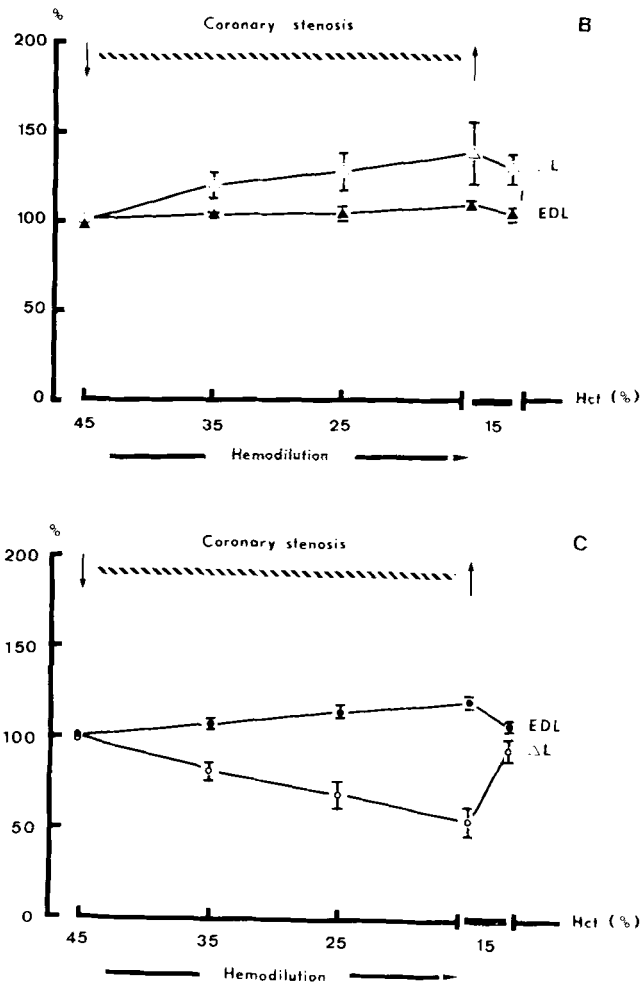 %
Coronary stenosis
B
200
150
100
50
0
L
EDL
Hct (%)
45
35
25
15
Hemodilution
%
Coronary stenosis
C
200
150
100
50
0
EDL
ΔL
Hct (%)
45
35
25
15
Hemodilution